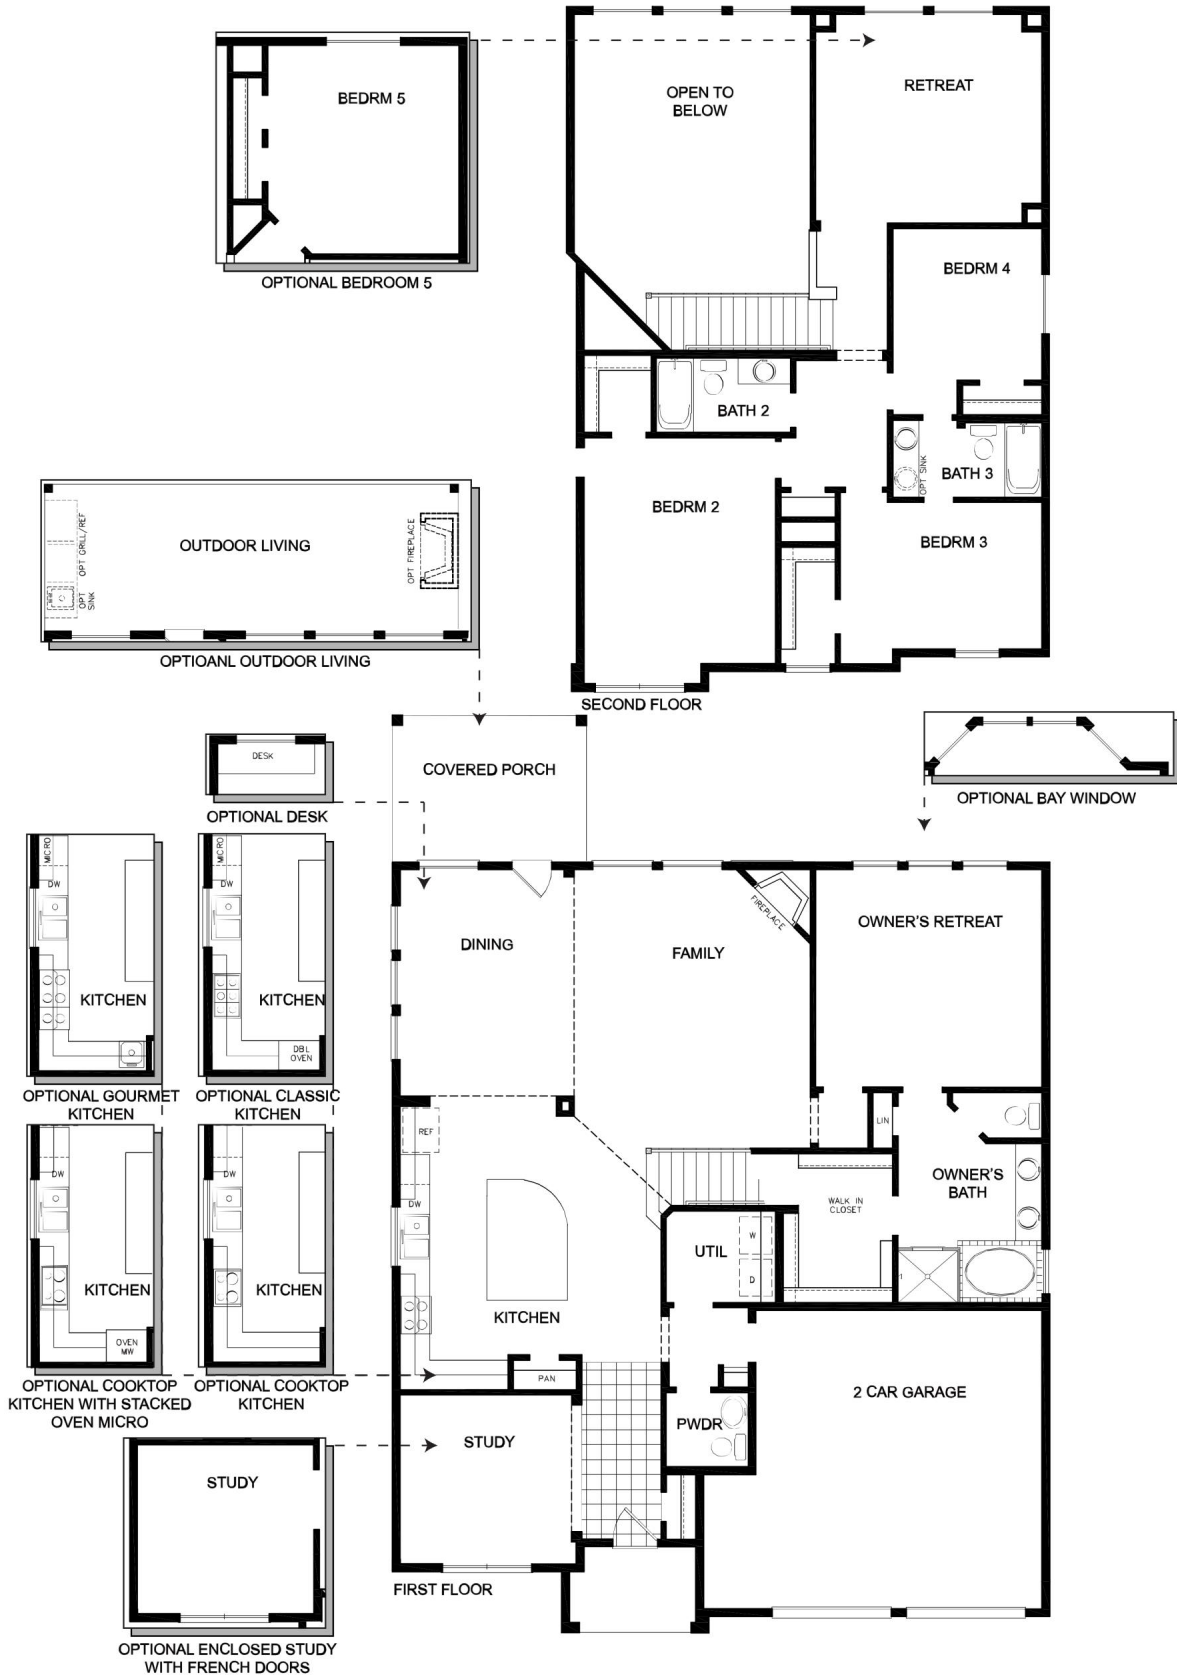 BEDRM 5
OPTIONAL BEDROOM 5
OPEN TO
BELOW
RETREAT
BEDRM 4
BATH 2
BATH 3
OPT SINK
BEDRM 2
BEDRM 3
SECOND FLOOR
OUTDOOR LIVING
OPT GRILL/REF
OPT
SINK
OPT FIREPLACE
OPTIOANL OUTDOOR LIVING
COVERED PORCH
DESK
OPTIONAL DESK
OPTIONAL BAY WINDOW
MICRO
DW
KITCHEN
OPTIONAL GOURMET
KITCHEN
MICRO
DW
KITCHEN
DBL
OVEN
OPTIONAL CLASSIC
KITCHEN
DW
KITCHEN
OVEN
MW
OPTIONAL COOKTOP
KITCHEN WITH STACKED
OVEN MICRO
DW
KITCHEN
OPTIONAL COOKTOP
KITCHEN
STUDY
OPTIONAL ENCLOSED STUDY
WITH FRENCH DOORS
DINING
FAMILY
FIREPLACE
OWNER'S RETREAT
REF
LIN
OWNER'S
BATH
WALK IN
CLOSET
DW
UTIL
W
D
KITCHEN
PAN
2 CAR GARAGE
PWDR
STUDY
FIRST FLOOR